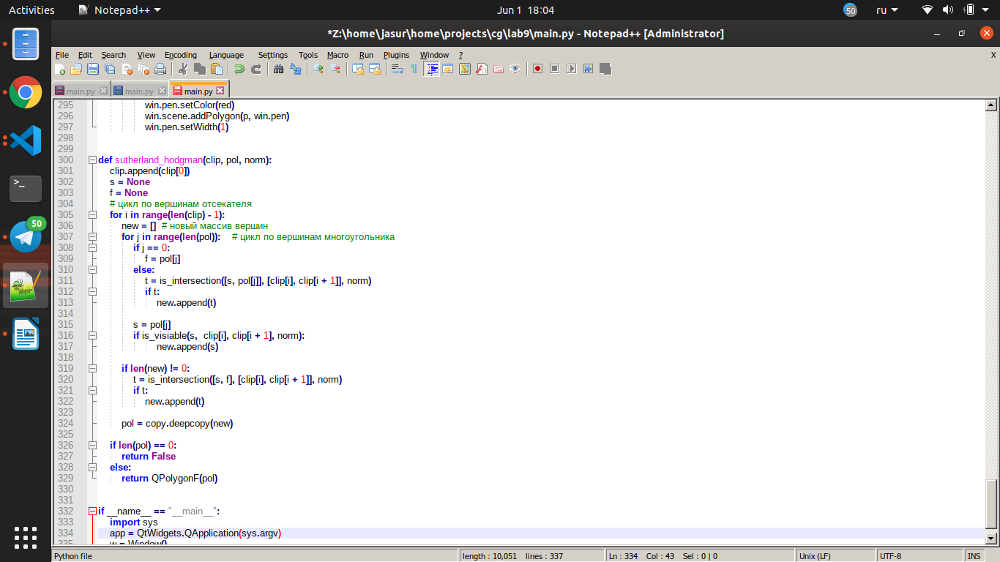 Activities Notepad++ Jun 1 18:04 50 ru
*Z:\home\jasur\home\projects\cg\lab9\main.py - Notepad++ [Administrator]
File Edit Search View Encoding Language Settings Tools Macro Run Plugins Window ? X
main.py main.py main.py
295 win.pen.setColor(red)
296 win.scene.addPolygon(p, win.pen)
297 win.pen.setWidth(1)
298
299
300 def sutherland_hodgman(clip, pol, norm):
301 clip.append(clip[0])
302 s = None
303 f = None
304 # цикл по вершинам отсекателя
305 for i in range(len(clip) - 1):
306 new = [] # новый массив вершин
307 for j in range(len(pol)): # цикл по вершинам многоугольника
308 if j == 0:
309 f = pol[j]
310 else:
311 t = is_intersection([s, pol[j]], [clip[i], clip[i + 1]], norm)
312 if t:
313 new.append(t)
314
315 s = pol[j]
316 if is_visiable(s, clip[i], clip[i + 1], norm):
317 new.append(s)
318
319 if len(new) != 0:
320 t = is_intersection([s, f], [clip[i], clip[i + 1]], norm)
321 if t:
322 new.append(t)
323
324 pol = copy.deepcopy(new)
325
326 if len(pol) == 0:
327 return False
328 else:
329 return QPolygonF(pol)
330
331
332 if __name__ == "__main__":
333 import sys
334 app = QtWidgets.QApplication(sys.argv)
335 w = Window()
50
>_
Python file length : 10,051 lines : 337 Ln : 334 Col : 43 Sel : 0 | 0 Unix (LF) UTF-8 INS